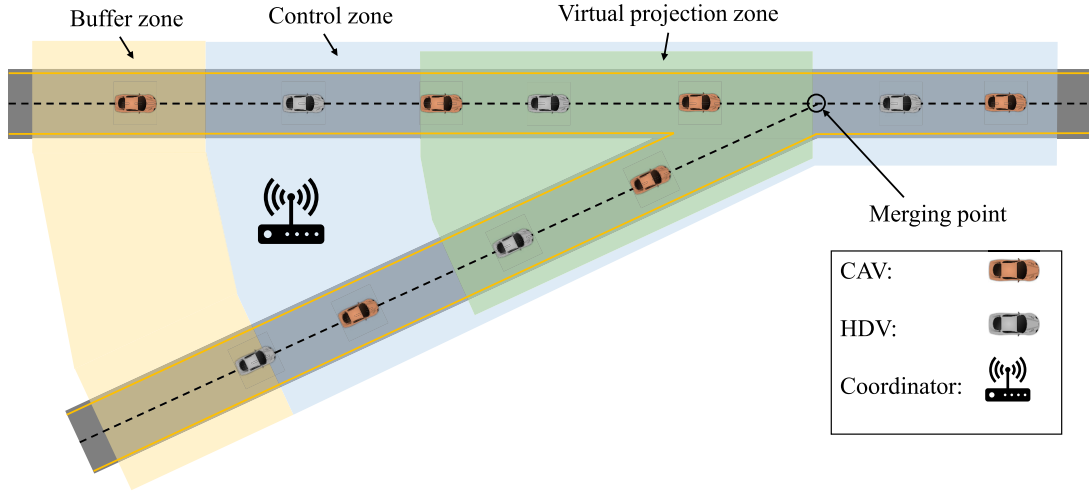 Buffer zone
Control zone
Virtual projection zone
Merging point
CAV:
HDV:
Coordinator: